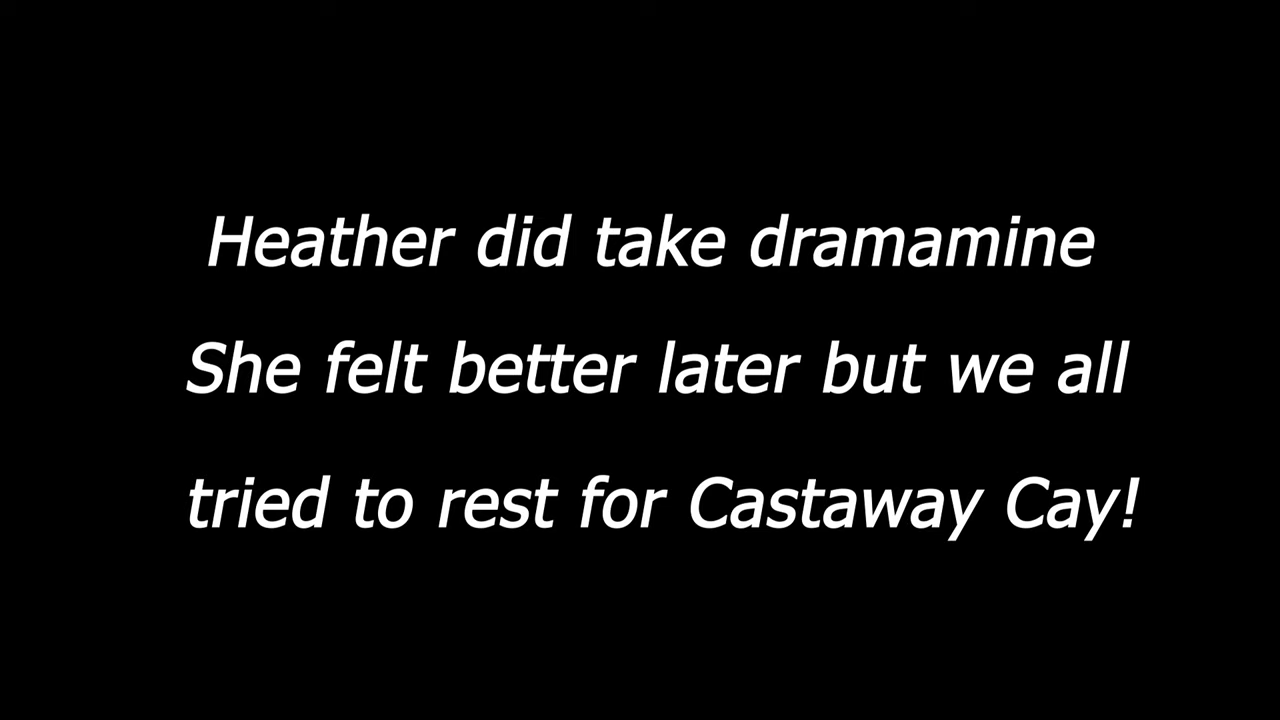 Heather did take dramamine
She felt better later but we all
tried to rest for Castaway Cay!